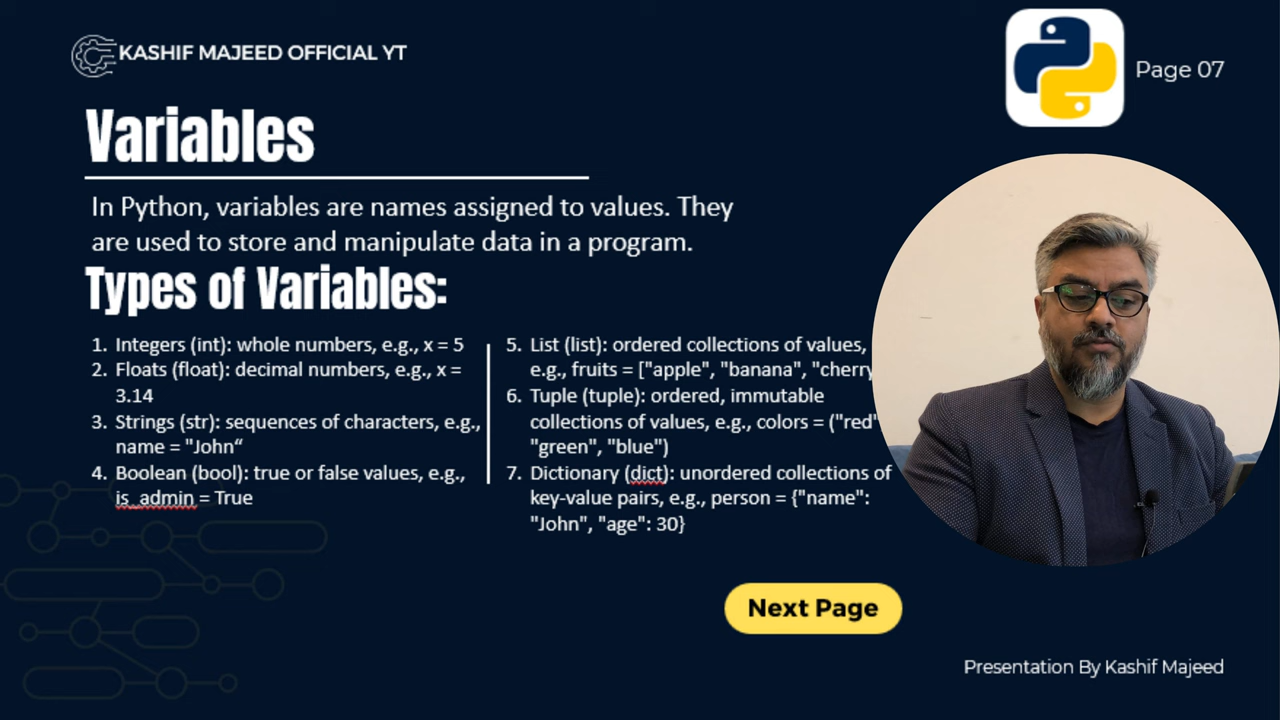 KASHIF MAJEED OFFICIAL YT
Page 07
Variables
In Python, variables are names assigned to values. They
are used to store and manipulate data in a program.
Types of Variables:
1. Integers (int): whole numbers, e.g., x = 5
2. Floats (float): decimal numbers, e.g., x =
3.14
3. Strings (str): sequences of characters, e.g.,
name = "John“
4. Boolean (bool): true or false values, e.g.,
is_admin = True
5. List (list): ordered collections of values,
e.g., fruits = ["apple", "banana", "cherry
6. Tuple (tuple): ordered, immutable
collections of values, e.g., colors = ("red"
"green", "blue")
7. Dictionary (dict): unordered collections of
key-value pairs, e.g., person = {"name":
"John", "age": 30}
Next Page
Presentation By Kashif Majeed